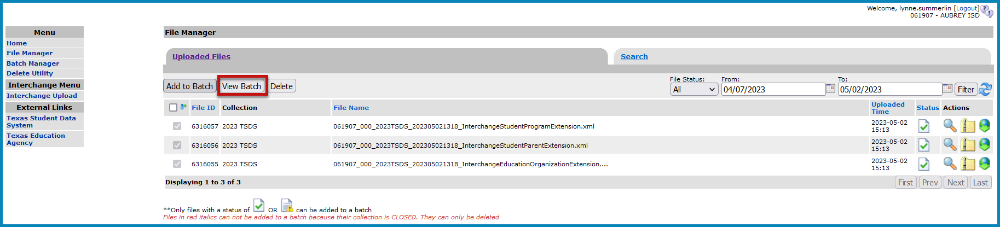 Welcome, lynne.summerlin [Logout]
061907 - AUBREY ISD
Menu
Home
File Manager
Batch Manager
Delete Utility
Interchange Menu
Interchange Upload
External Links
Texas Student Data
System
Texas Education
Agency
File Manager
Uploaded Files
Search
Add to Batch View Batch Delete
File Status: From: To:
All 04/07/2023 05/02/2023 Filter
File ID Collection File Name Uploaded Time Status Actions
6316057 2023 TSDS 061907_000_2023TSDS_202305021318_InterchangeStudentProgramExtension.xml 2023-05-02 15:13
6316056 2023 TSDS 061907_000_2023TSDS_202305021318_InterchangeStudentParentExtension.xml 2023-05-02 15:13
6316055 2023 TSDS 061907_000_2023TSDS_202305021318_InterchangeEducationOrganizationExtension.... 2023-05-02 15:13
Displaying 1 to 3 of 3 First Prev Next Last
**Only files with a status of OR can be added to a batch
Files in red italics can not be added to a batch because their collection is CLOSED. They can only be deleted